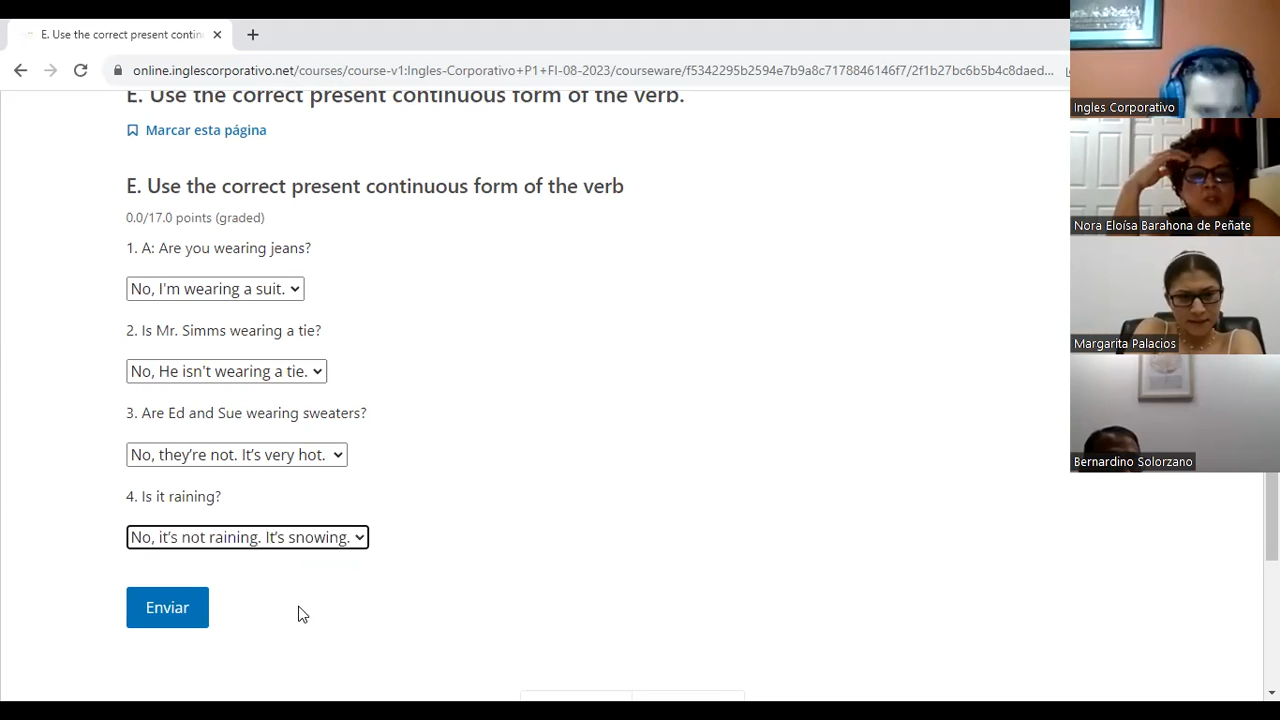 E. Use the correct present contin
online.inglescorporativo.net/courses/course-v1:Ingles-Corporativo+P1+FI-08-2023/courseware/f5342295b2594e7b9a8c7178846146f7/2f1b27bc6b5b4c8daed...
E. Use the correct present continuous form of the verb.
Marcar esta página
E. Use the correct present continuous form of the verb
0.0/17.0 points (graded)
1. A: Are you wearing jeans?
No, I'm wearing a suit.
2. Is Mr. Simms wearing a tie?
No, He isn't wearing a tie.
3. Are Ed and Sue wearing sweaters?
No, they’re not. It’s very hot.
4. Is it raining?
No, it’s not raining. It’s snowing.
Enviar
Ingles Corporativo
Nora Eloísa Barahona de Peñate
Margarita Palacios
Bernardino Solorzano